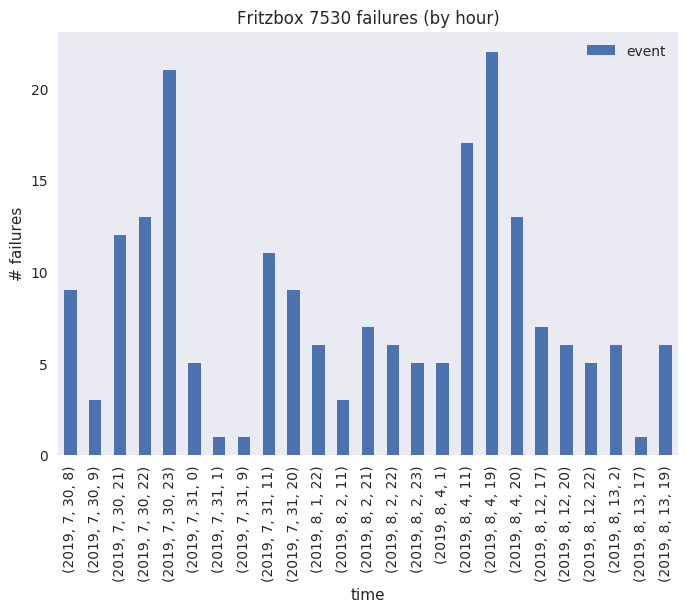 Fritzbox 7530 failures (by hour)
event
# failures
20
15
10
5
0
(2019, 7, 30, 8)
(2019, 7, 30, 9)
(2019, 7, 30, 21)
(2019, 7, 30, 22)
(2019, 7, 30, 23)
(2019, 7, 31, 0)
(2019, 7, 31, 1)
(2019, 7, 31, 9)
(2019, 7, 31, 11)
(2019, 7, 31, 20)
(2019, 8, 1, 22)
(2019, 8, 2, 11)
(2019, 8, 2, 21)
(2019, 8, 2, 22)
(2019, 8, 2, 23)
(2019, 8, 4, 1)
(2019, 8, 4, 11)
(2019, 8, 4, 19)
(2019, 8, 4, 20)
(2019, 8, 12, 17)
(2019, 8, 12, 20)
(2019, 8, 12, 22)
(2019, 8, 13, 2)
(2019, 8, 13, 17)
(2019, 8, 13, 19)
time